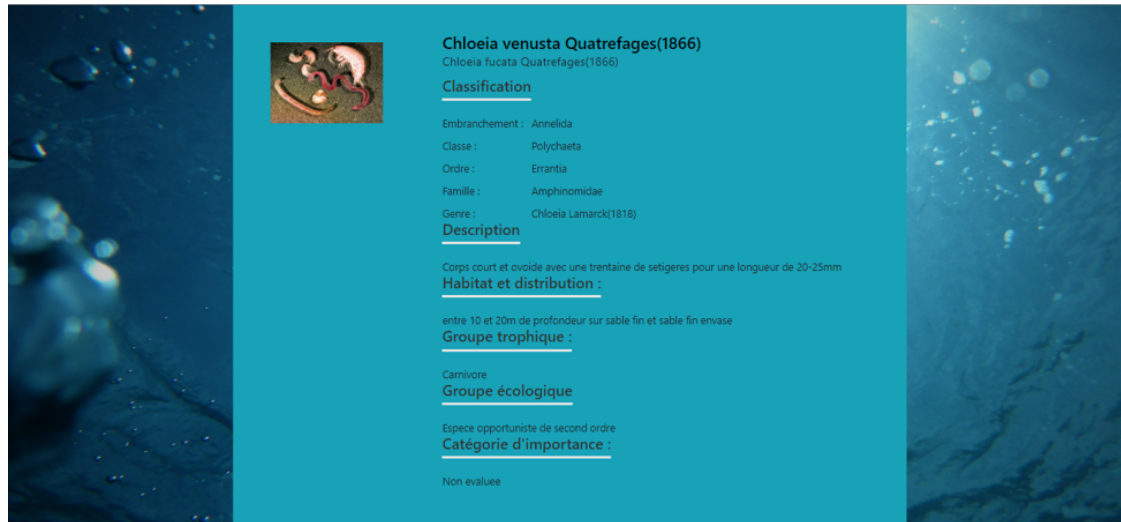 Chloeia venusta Quatrefages(1866)
Chloeia fucata Quatrefages(1866)
Classification
Embranchement : Annelida
Classe : Polychaeta
Ordre : Errantia
Famille : Amphinomidae
Genre : Chloeia Lamarck(1818)
Description
Corps court et ovoide avec une trentaine de setigeres pour une longueur de 20-25mm
Habitat et distribution :
entre 10 et 20m de profondeur sur sable fin et sable fin envase
Groupe trophique :
Carnivore
Groupe écologique
Espece opportuniste de second ordre
Catégorie d'importance :
Non evaluee